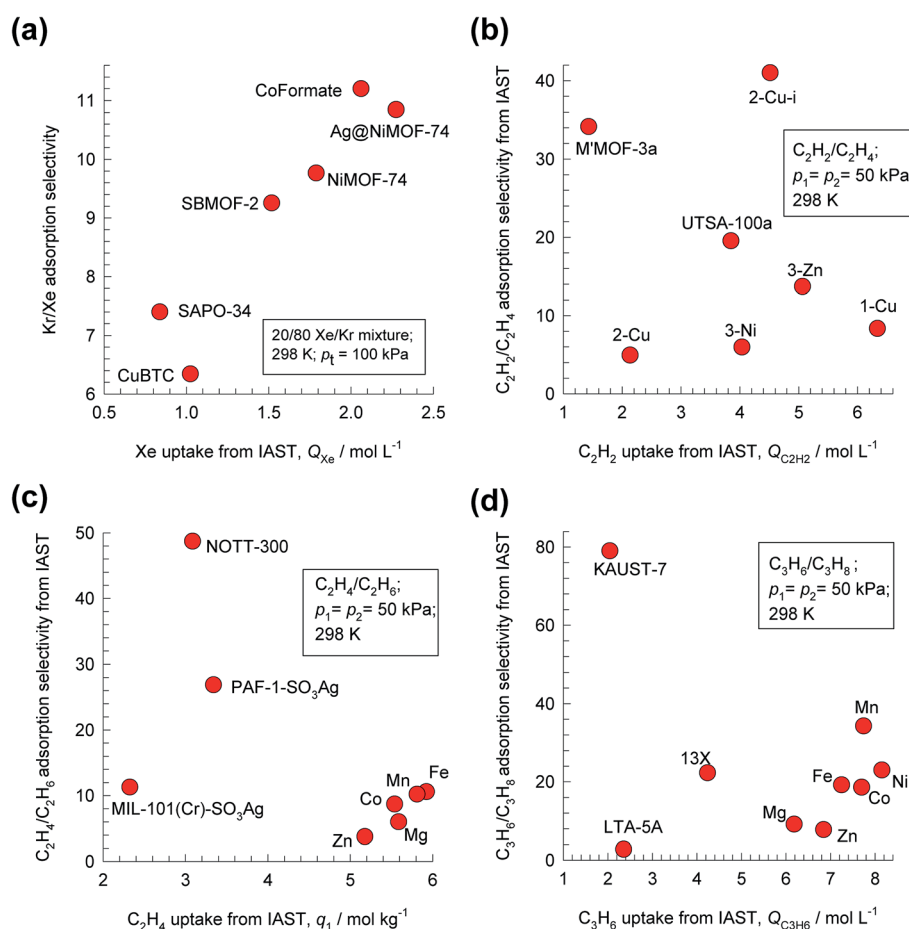 (a)
Kr/Xe adsorption selectivity
11
10
9
8
7
6
CoFormate
Ag@NiMOF-74
NiMOF-74
SBMOF-2
SAPO-34
CuBTC
20/80 Xe/Kr mixture;
298 K; pt = 100 kPa
0.5 1.0 1.5 2.0 2.5
Xe uptake from IAST, QXe / mol L-1
(b)
C2H2/C2H4 adsorption selectivity from IAST
40
30
20
10
0
2-Cu-i
M'MOF-3a
C2H2/C2H4;
p1= p2= 50 kPa;
298 K
UTSA-100a
3-Zn
1-Cu
2-Cu
3-Ni
1 2 3 4 5 6
C2H2 uptake from IAST, QC2H2 / mol L-1
(c)
C2H4/C2H6 adsorption selectivity from IAST
50
40
30
20
10
0
NOTT-300
C2H4/C2H6;
p1= p2= 50 kPa;
298 K
PAF-1-SO3Ag
MIL-101(Cr)-SO3Ag
Mn
Fe
Co
Zn
Mg
2 3 4 5 6
C2H4 uptake from IAST, q1 / mol kg-1
(d)
C3H6/C3H8 adsorption selectivity from IAST
80
60
40
20
0
KAUST-7
C3H6/C3H8 ;
p1= p2= 50 kPa;
298 K
Mn
13X
Fe
Ni
Co
Mg
Zn
LTA-5A
1 2 3 4 5 6 7 8
C3H6 uptake from IAST, QC3H6 / mol L-1